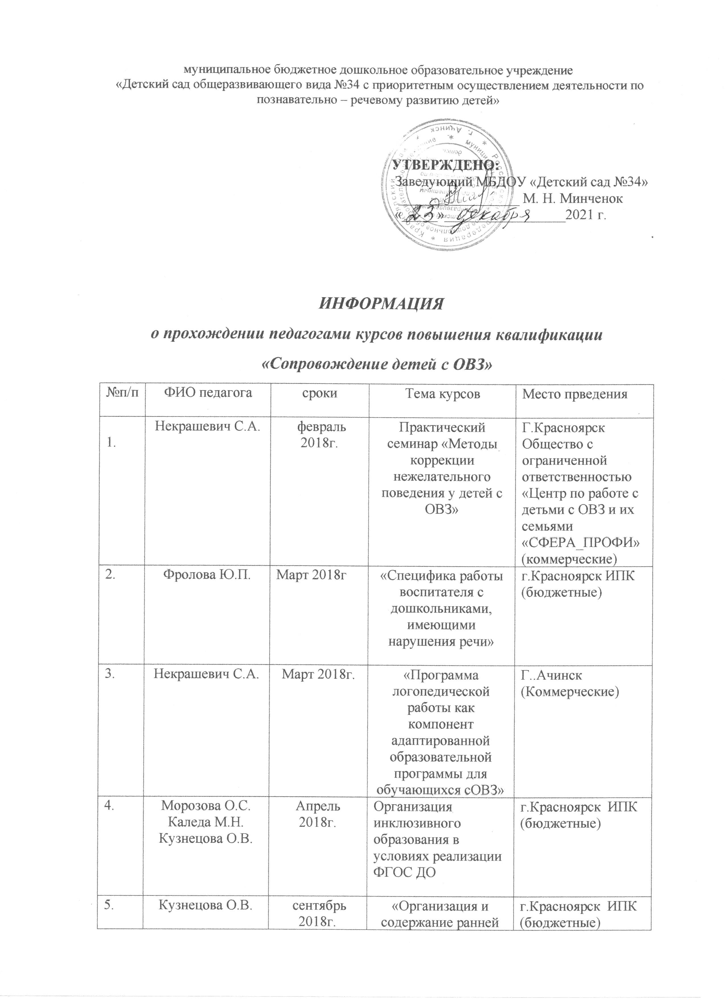 муниципальное бюджетное дошкольное образовательное учреждение
«Детский сад общеразвивающего вида №34 с приоритетным осуществлением деятельности по
познавательно – речевому развитию детей»
УТВЕРЖДЕНО:
Заведующий МБДОУ «Детский сад №34»
М. Н. Минченок
«23» декабря 2021 г.
г. Ачинск
ИНФОРМАЦИЯ
о прохождении педагогами курсов повышения квалификации
«Сопровождение детей с ОВЗ»
№п/п ФИО педагога сроки Тема курсов Место прведения
1.
Некрашевич С.А.
февраль
2018г.
Практический
семинар «Методы
коррекции
нежелательного
поведения у детей с
ОВЗ»
Г.Красноярск
Общество с
ограниченной
ответственностью
«Центр по работе с
детьми с ОВЗ и их
семьями
«СФЕРА_ПРОФИ»
(коммерческие)
2.
Фролова Ю.П.
Март 2018г
«Специфика работы
воспитателя с
дошкольниками,
имеющими
нарушения речи»
г.Красноярск ИПК
(бюджетные)
3.
Некрашевич С.А.
Март 2018г.
«Программа
логопедической
работы как
компонент
адаптированной
образовательной
программы для
обучающихся сОВЗ»
Г..Ачинск
(Коммерческие)
4.
Морозова О.С.
Каледа М.Н.
Кузнецова О.В.
Апрель
2018г.
Организация
инклюзивного
образования в
условиях реализации
ФГОС ДО
г.Красноярск ИПК
(бюджетные)
5.
Кузнецова О.В.
сентябрь
2018г.
«Организация и
содержание ранней
г.Красноярск ИПК
(бюджетные)